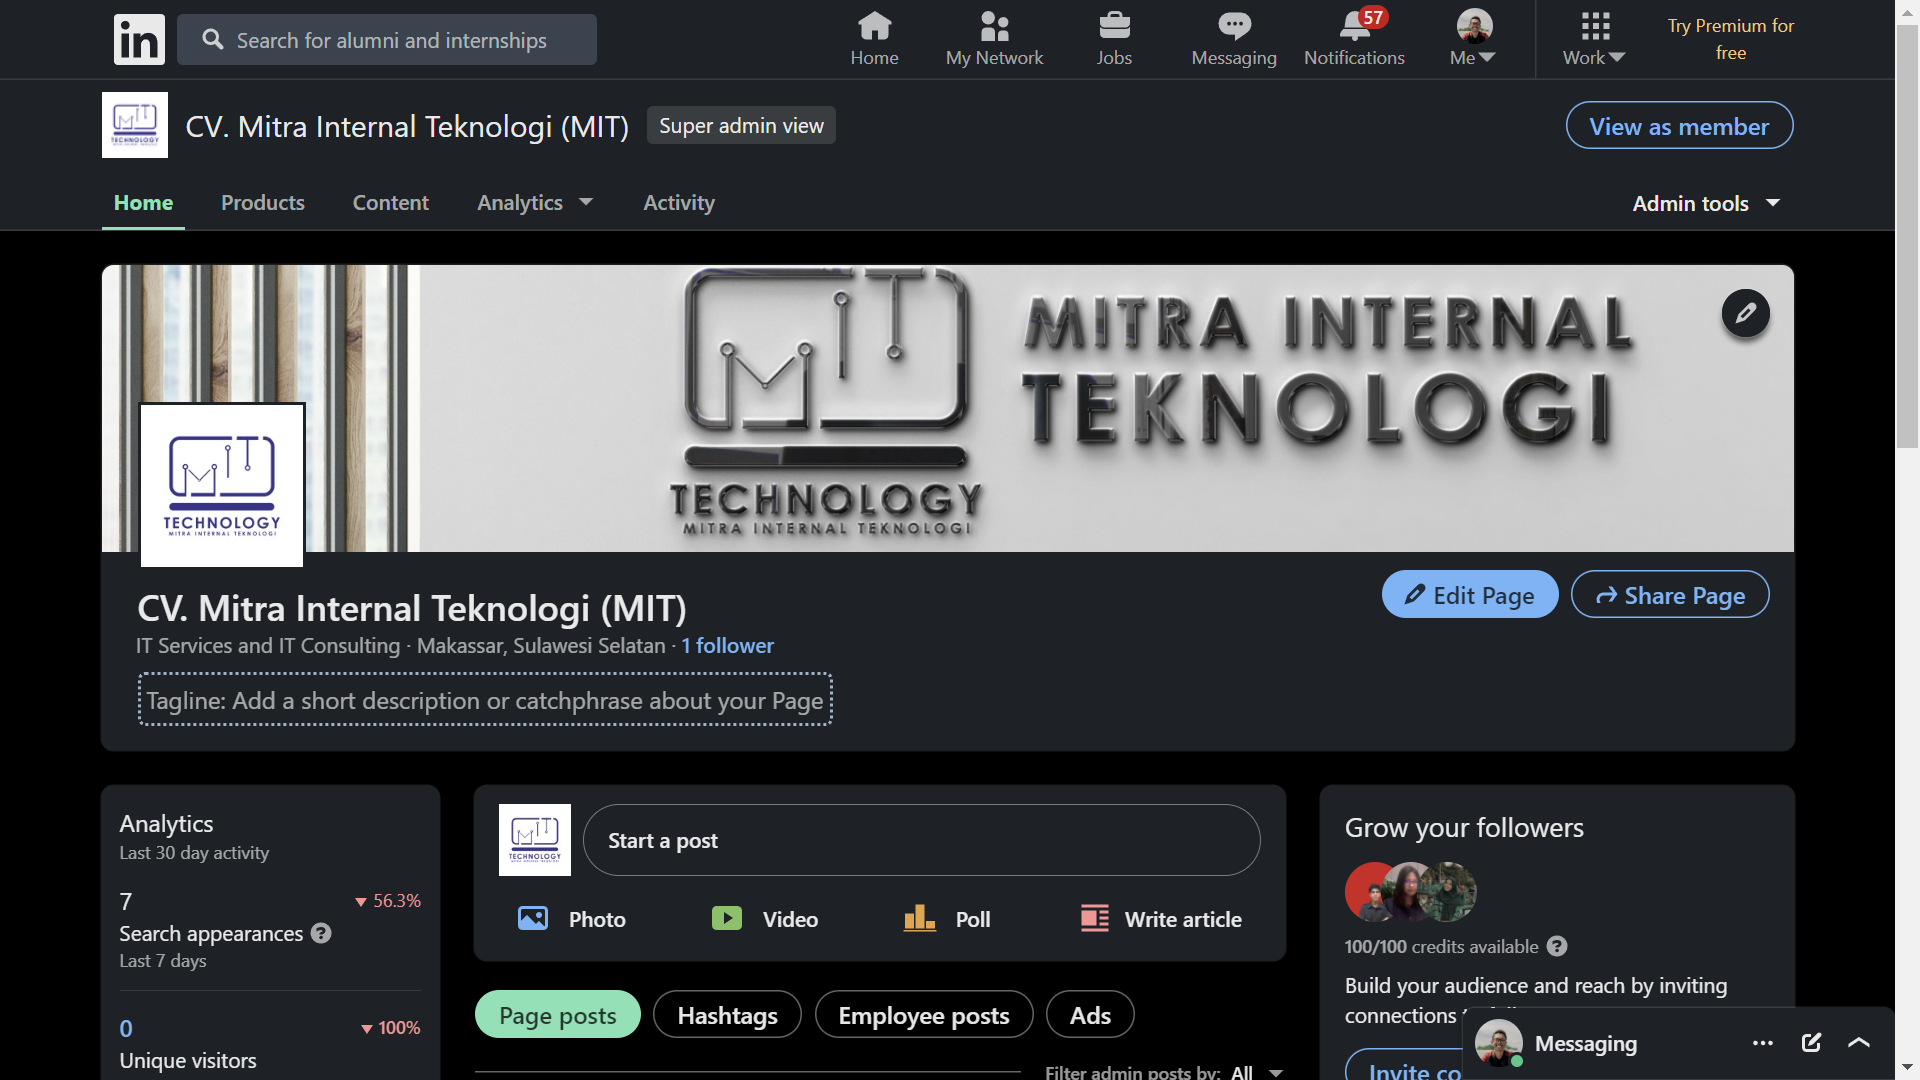 in
Search for alumni and internships
Home
My Network
Jobs
Messaging
57
Notifications
Me
Work
Try Premium for
free
TECHNOLOGY
CV. Mitra Internal Teknologi (MIT)
Super admin view
View as member
Home
Products
Content
Analytics
Activity
Admin tools
MIT
TECHNOLOGY
MITRA INTERNAL TEKNOLOGI
MITRA INTERNAL
TEKNOLOGI
MIT
TECHNOLOGY
MITRA INTERNAL TEKNOLOGI
CV. Mitra Internal Teknologi (MIT)
IT Services and IT Consulting · Makassar, Sulawesi Selatan · 1 follower
Tagline: Add a short description or catchphrase about your Page
Edit Page
Share Page
Analytics
Last 30 day activity
7
56.3%
Search appearances
Last 7 days
0
100%
Unique visitors
TECHNOLOGY
Start a post
Photo
Video
Poll
Write article
Page posts
Hashtags
Employee posts
Ads
Filter admin posts by: All
Grow your followers
100/100 credits available
Build your audience and reach by inviting
connections
Invite co
Messaging